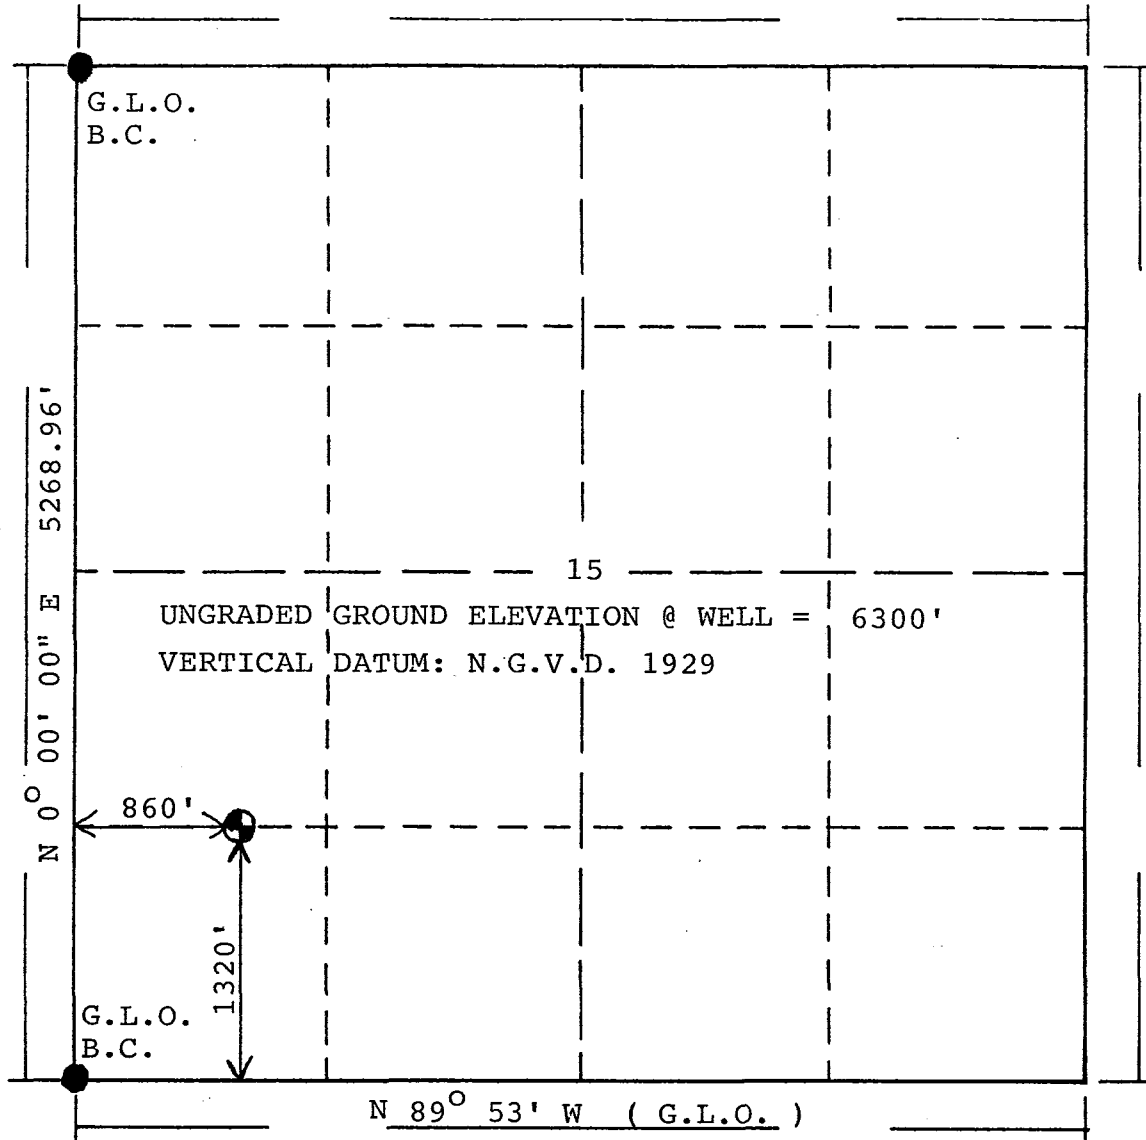 G.L.O.
B.C.
N 0° 00' 00" E 5268.96'
15
UNGRADED GROUND ELEVATION @ WELL = 6300'
VERTICAL DATUM: N.G.V.D. 1929
860'
1320'
G.L.O.
B.C.
N 89° 53' W ( G.L.O. )